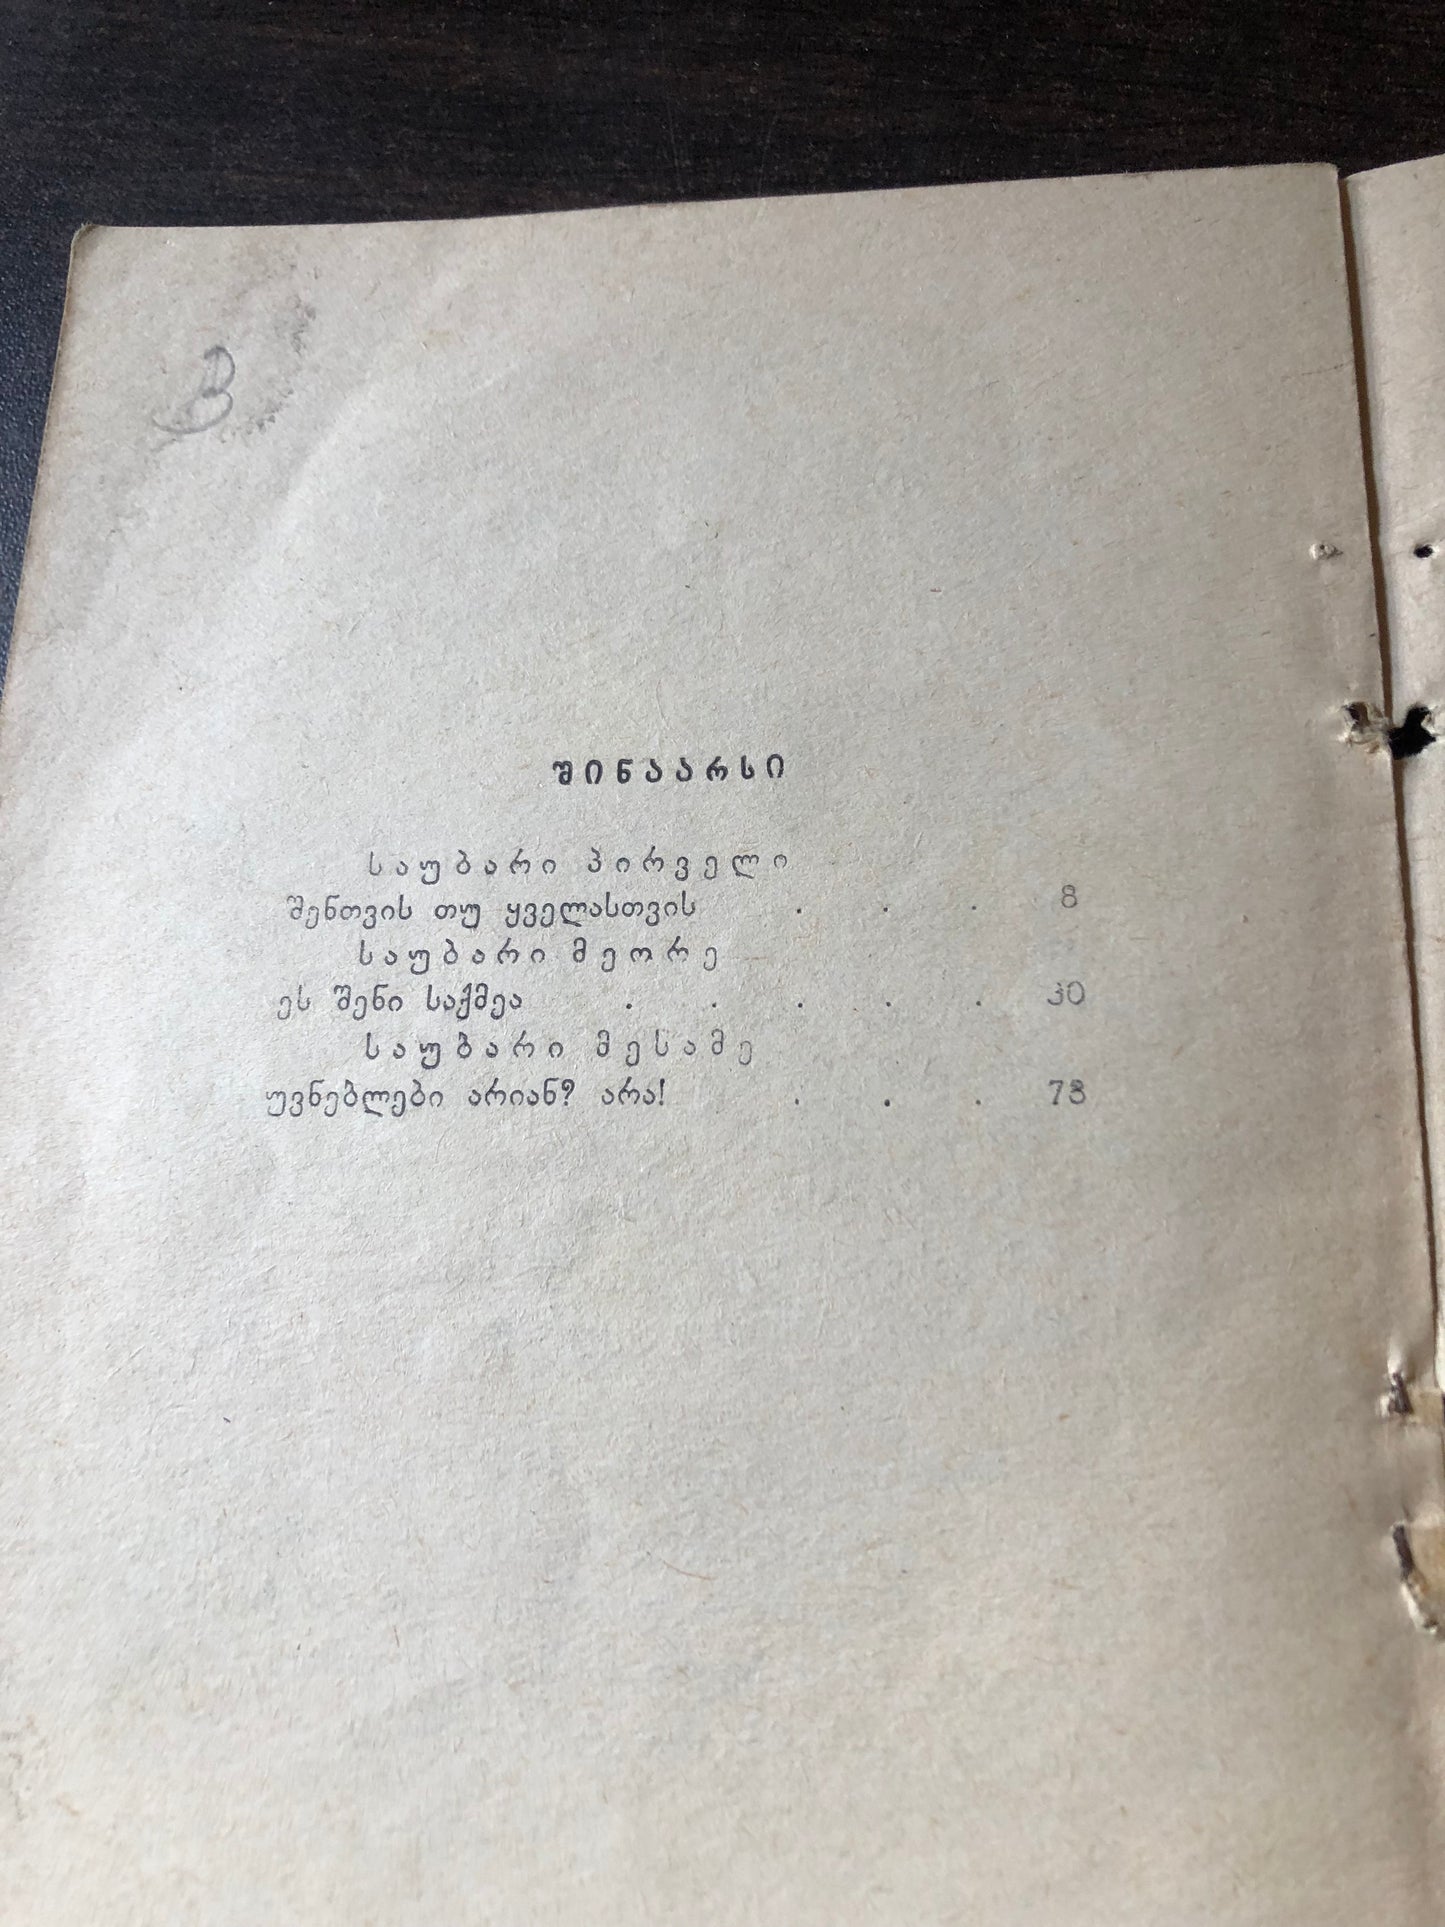 В
შინაარსი
საუბარი პირველი
შენთვის თუ ყველასთვის . . . 8
საუბარი მეორე
ეს შენი საქმეა . . . . . 30
საუბარი მესამე
უვნებლები არიან? არა! . . . 73